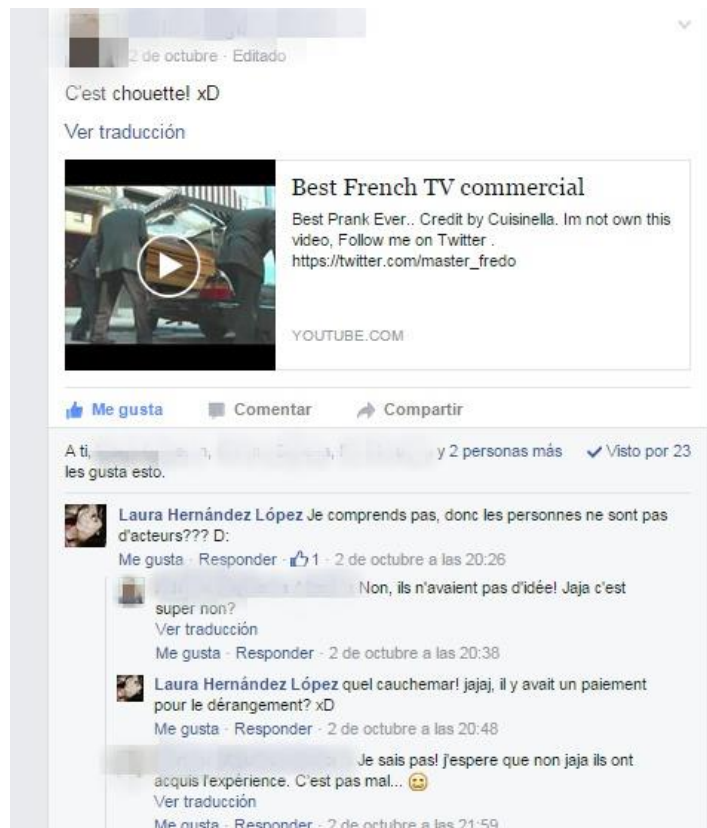 2 de octubre · Editado
C'est chouette! xD
Ver traducción
Best French TV commercial
Best Prank Ever.. Credit by Cuisinella. Im not own this
video, Follow me on Twitter .
https://twitter.com/master_fredo
YOUTUBE.COM
Me gusta Comentar Compartir
A ti, y 2 personas más Visto por 23
les gusta esto.
Laura Hernández López Je comprends pas, donc les personnes ne sont pas
d'acteurs??? D:
Me gusta · Responder · 1 · 2 de octubre a las 20:26
Non, ils n'avaient pas d'idée! Jaja c'est
super non?
Ver traducción
Me gusta · Responder · 2 de octubre a las 20:38
Laura Hernández López quel cauchemar! jajaj, il y avait un paiement
pour le dérangement? xD
Me gusta · Responder · 2 de octubre a las 20:48
Je sais pas! j'espere que non jaja ils ont
acquis l'expérience. C'est pas mal...
Ver traducción
Me gusta · Responder · 2 de octubre a las 21:59